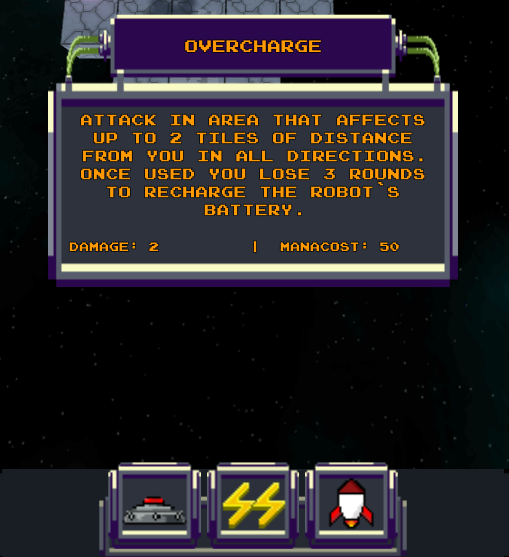 OVERCHARGE
ATTACK IN AREA THAT AFFECTS
UP TO 2 TILES OF DISTANCE
FROM YOU IN ALL DIRECTIONS.
ONCE USED YOU LOSE 3 ROUNDS
TO RECHARGE THE ROBOT`S
BATTERY.
DAMAGE: 2 | MANACOST: 50